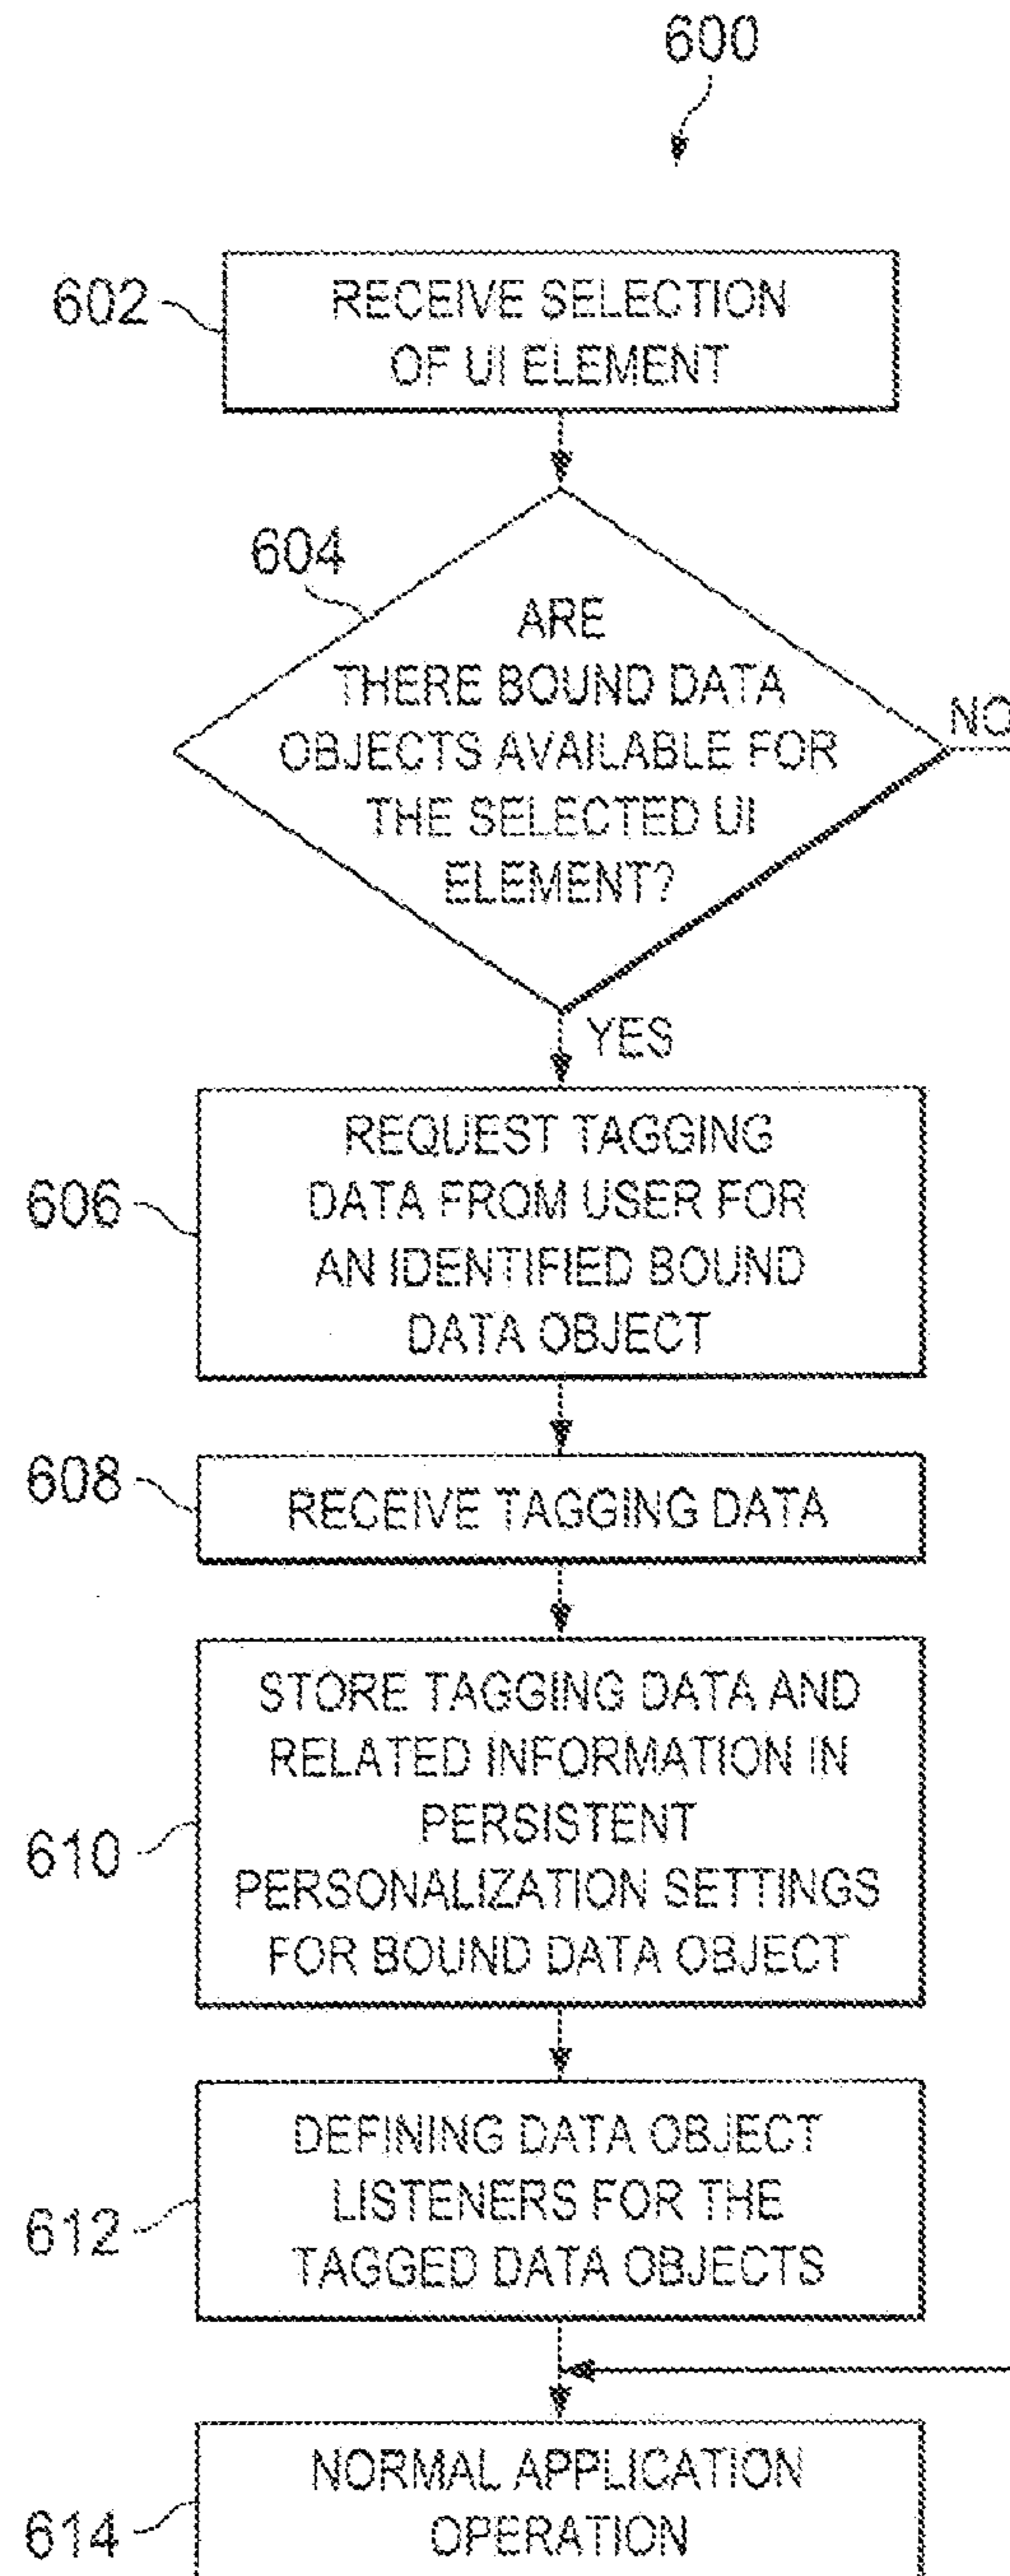 600
602
RECEIVE SELECTION
OF UI ELEMENT
604
ARE
THERE BOUND DATA
OBJECTS AVAILABLE FOR
THE SELECTED UI
ELEMENT?
NO
YES
606
REQUEST TAGGING
DATA FROM USER FOR
AN IDENTIFIED BOUND
DATA OBJECT
608
RECEIVE TAGGING DATA
610
STORE TAGGING DATA AND
RELATED INFORMATION IN
PERSISTENT
PERSONALIZATION SETTINGS
FOR BOUND DATA OBJECT
612
DEFINING DATA OBJECT
LISTENERS FOR THE
TAGGED DATA OBJECTS
614
NORMAL APPLICATION
OPERATION